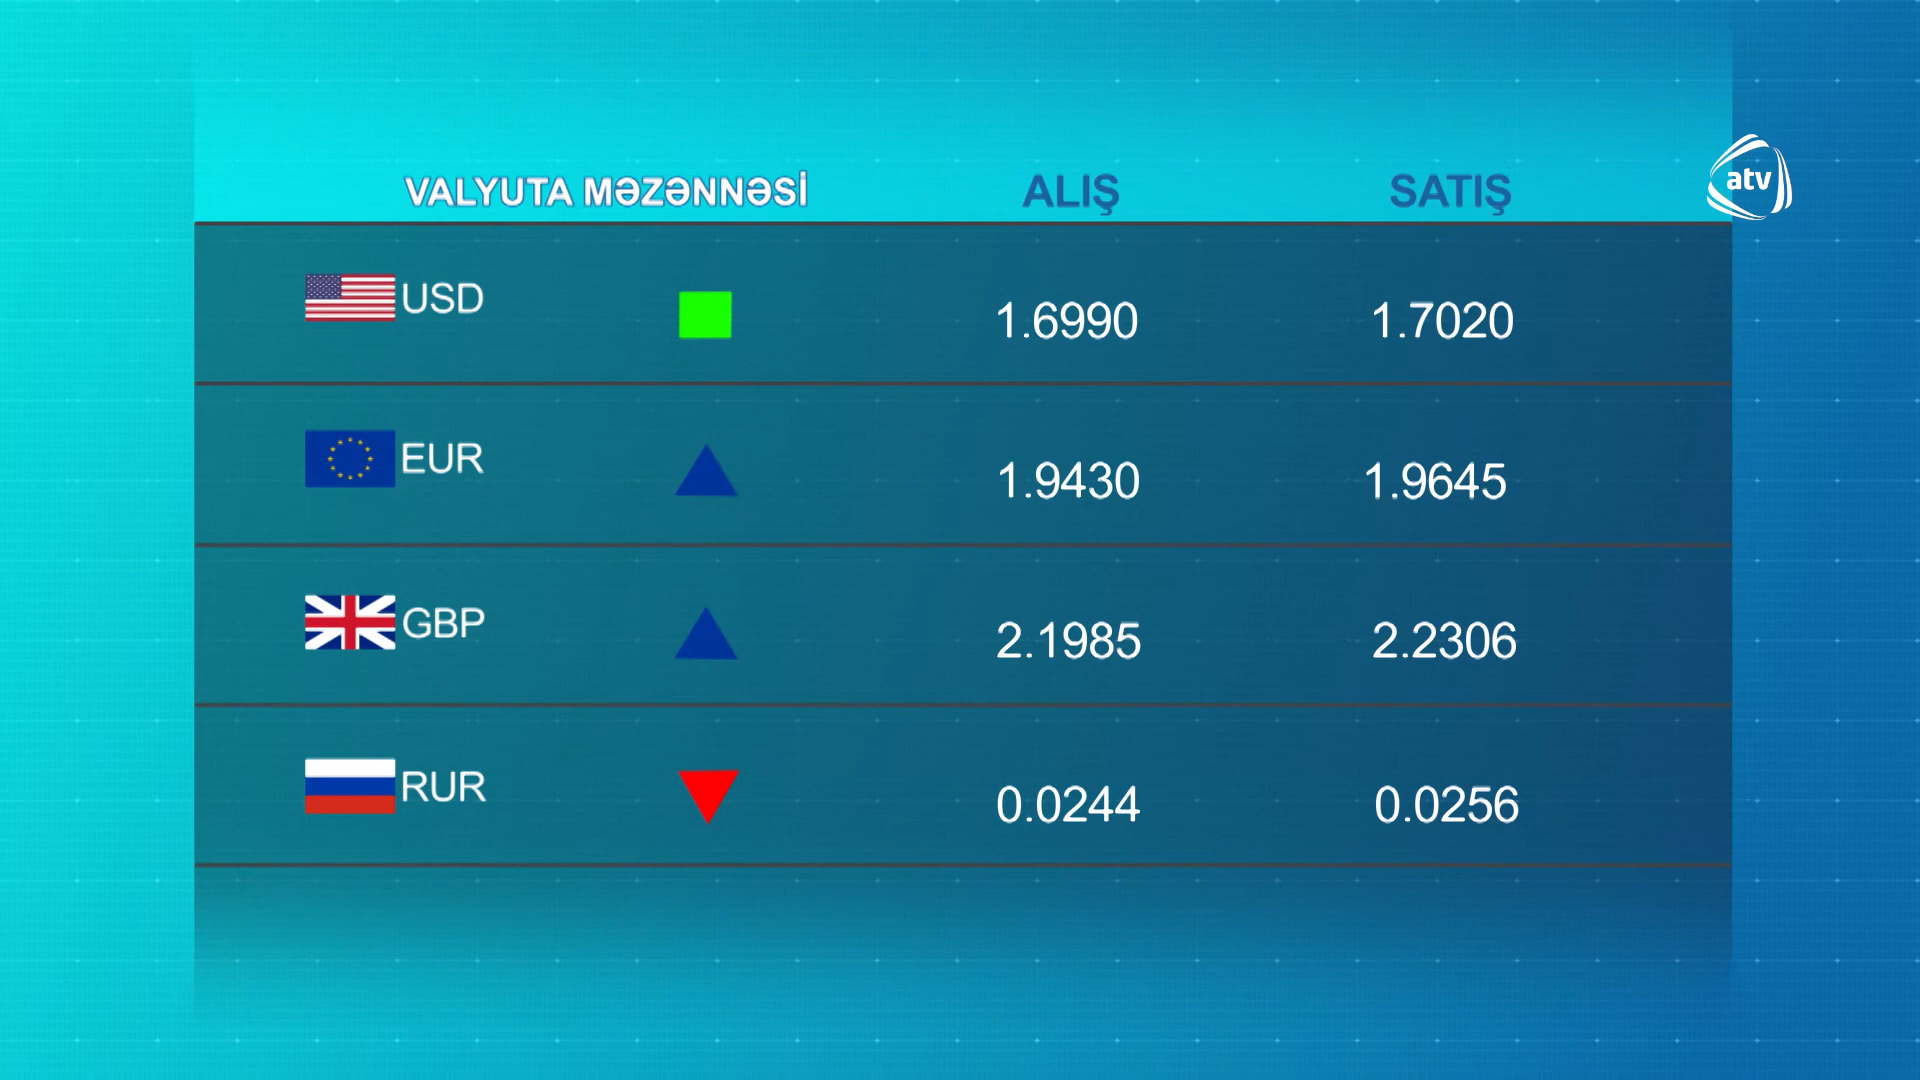 VALYUTA MƏZƏNNƏSİ ALIŞ SATIŞ
atv
USD 1.6990 1.7020
EUR 1.9430 1.9645
GBP 2.1985 2.2306
RUR 0.0244 0.0256